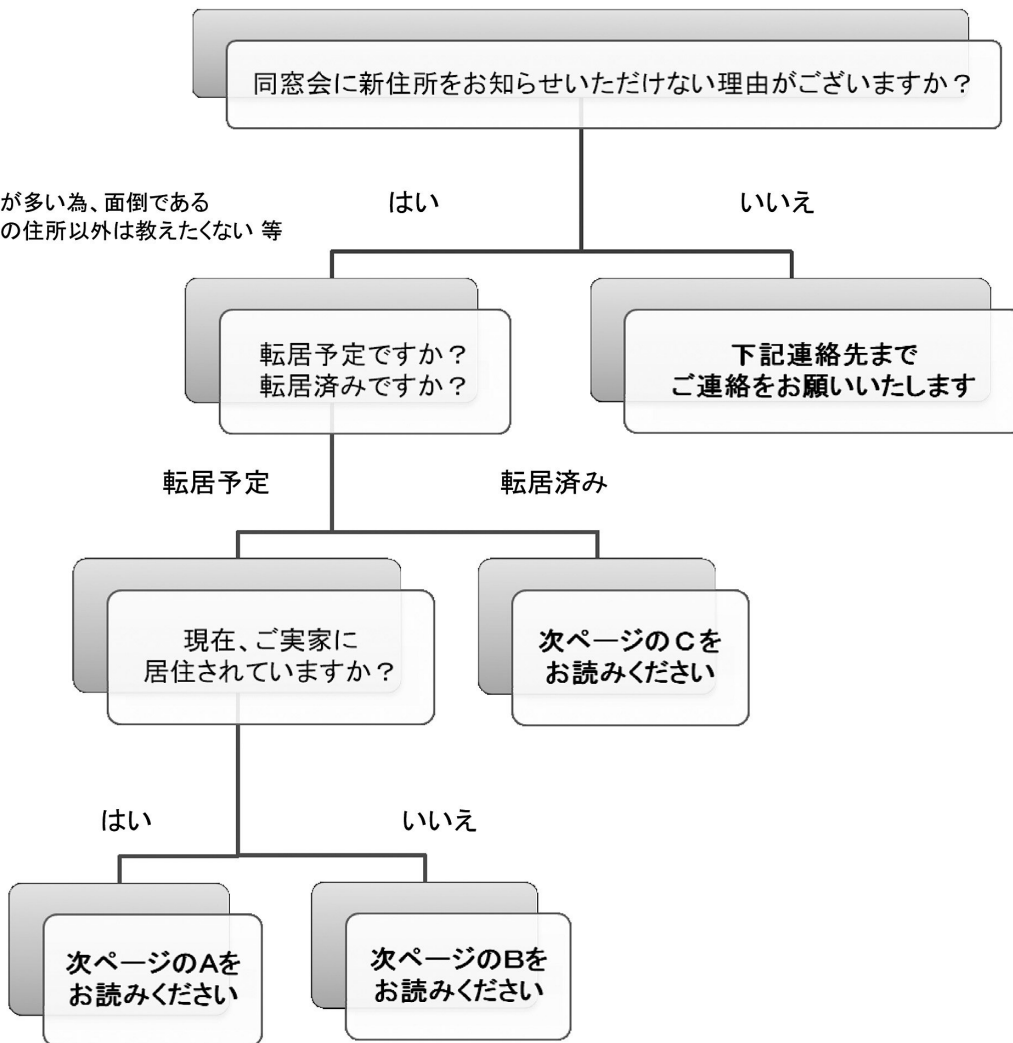 同窓会に新住所をお知らせいただけない理由がございますか？
が多い為、面倒である
の住所以外は教えたくない 等
はい
いいえ
転居予定ですか？
転居済みですか？
下記連絡先まで
ご連絡をお願いいたします
転居予定
転居済み
現在、ご実家に
居住されていますか？
次ページのCを
お読みください
はい
いいえ
次ページのAを
お読みください
次ページのBを
お読みください